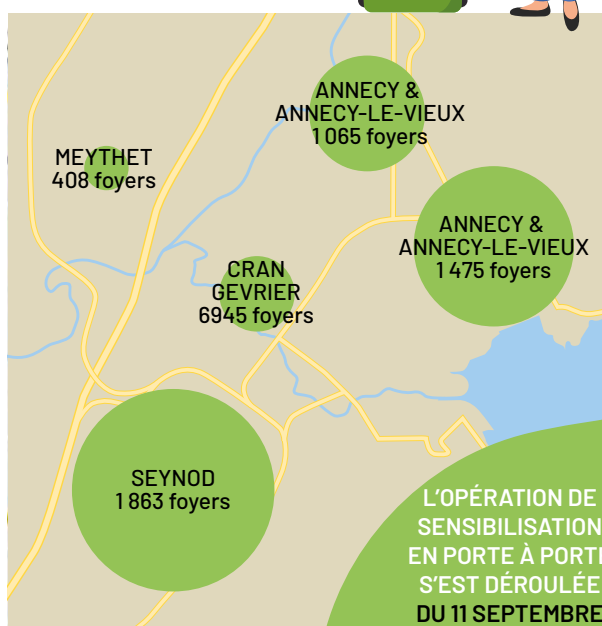 ANNECY &
ANNECY-LE-VIEUX
1 065 foyers
MEYTHET
408 foyers
ANNECY &
ANNECY-LE-VIEUX
1 475 foyers
CRAN
GEVRIER
6945 foyers
SEYNOD
1 863 foyers
L'OPÉRATION DE
SENSIBILISATION
EN PORTE À PORTE
S'EST DÉROULÉE
DU 11 SEPTEMBRE